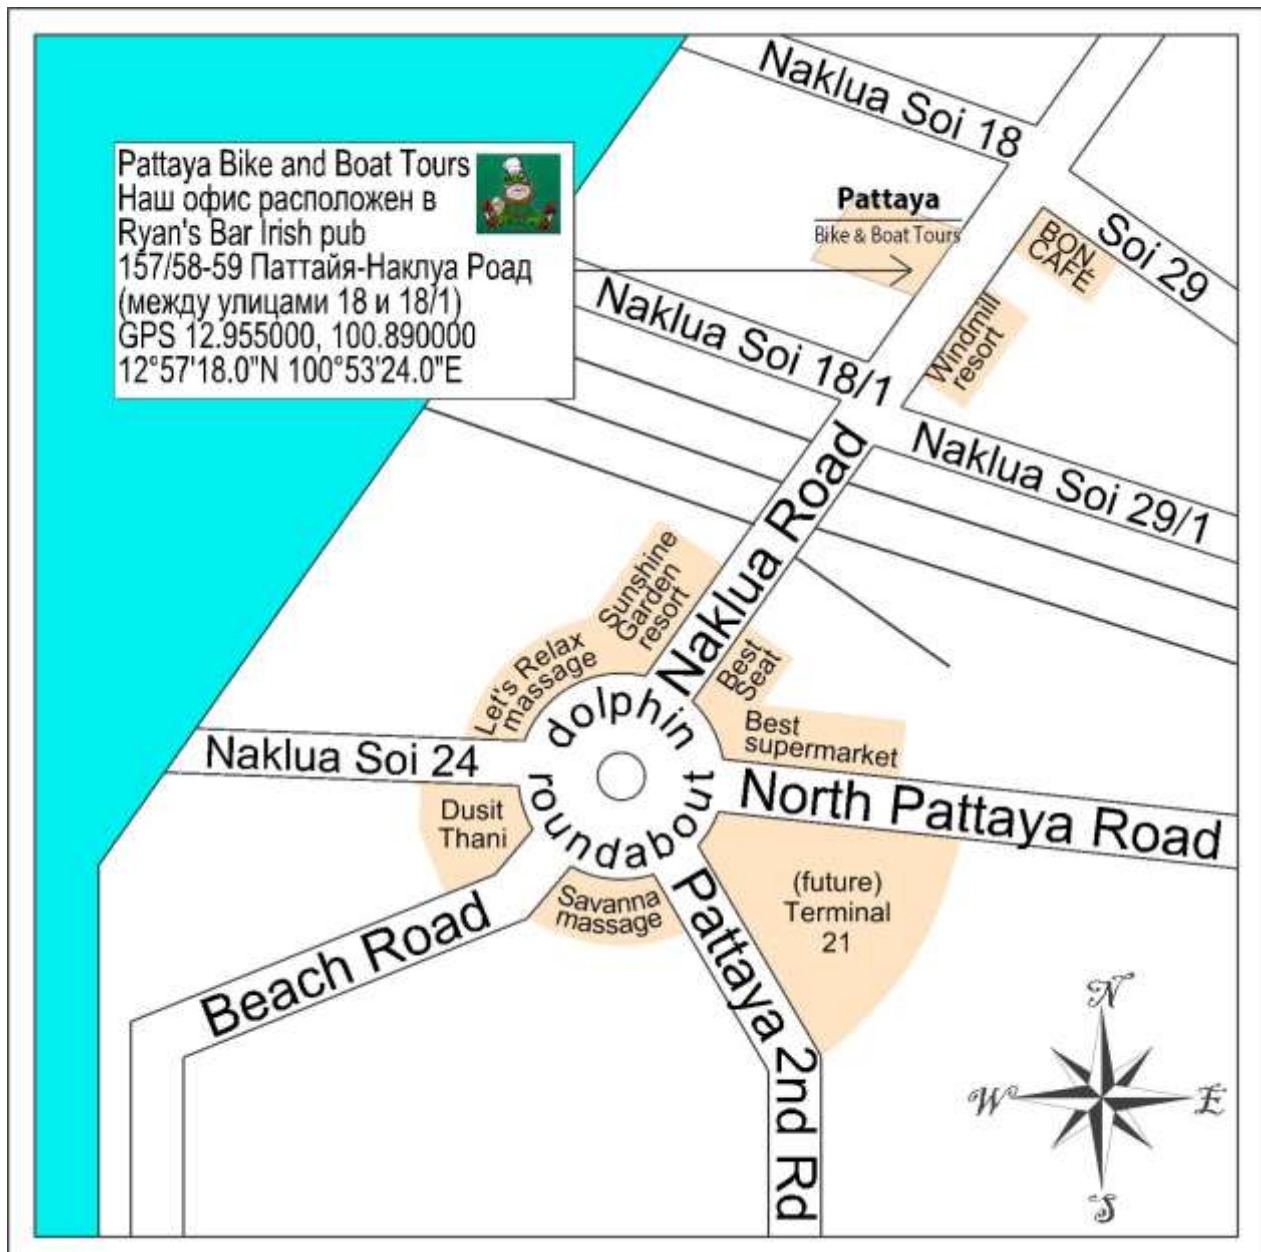 Naklua Soi 18
Pattaya Bike and Boat Tours
Наш офис расположен в
Ryan's Bar Irish pub
157/58-59 Паттайя-Наклуа Роад
(между улицами 18 и 18/1)
GPS 12.955000, 100.890000
12°57'18.0"N 100°53'24.0"E
Pattaya
Bike & Boat Tours
BON
CAFÉ
Soi 29
Naklua Soi 18/1
Windmill
resort
Naklua Soi 29/1
Naklua Road
Sunshine
Garden
resort
Let's Relax
massage
Best
Seat
dolphin
roundabout
Best
supermarket
Naklua Soi 24
North Pattaya Road
Dusit
Thani
Savanna
massage
(future)
Terminal
21
Beach Road
Pattaya 2nd Rd
N
W
E
S